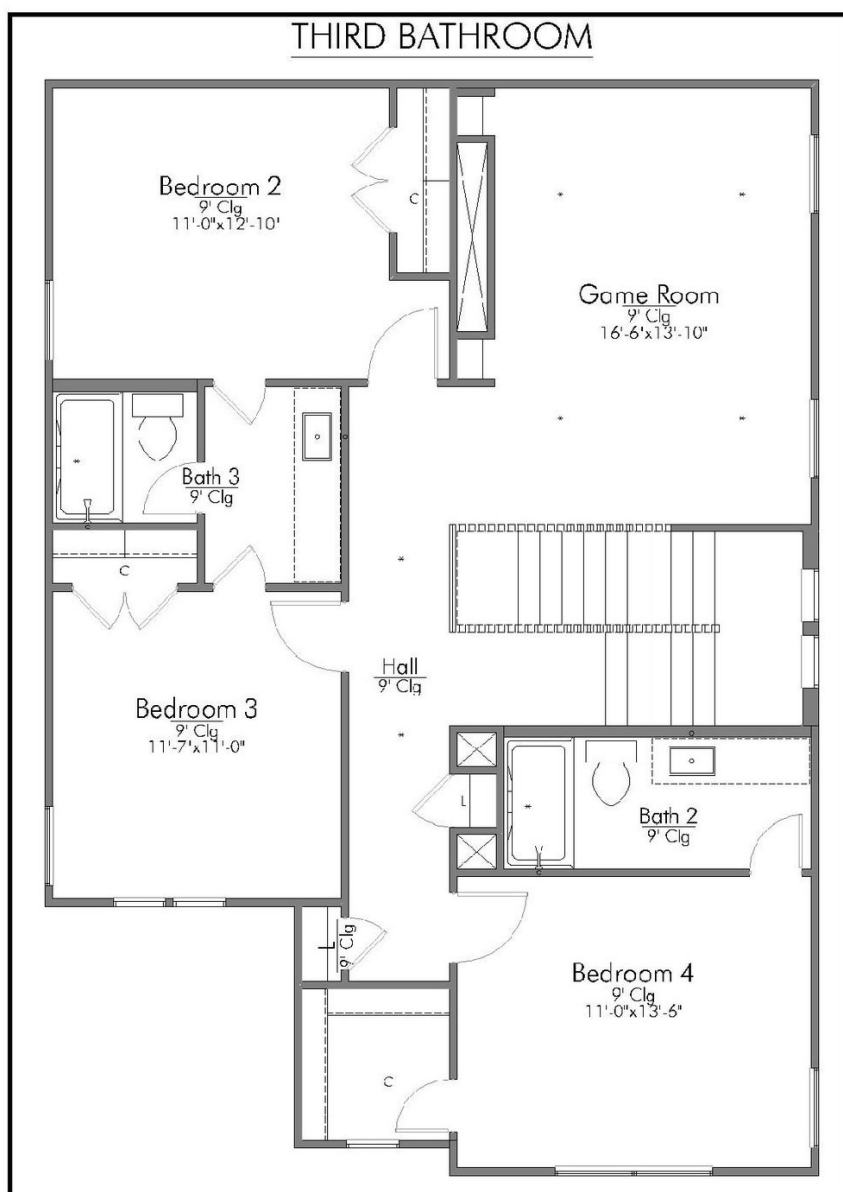 THIRD BATHROOM
Bedroom 2
9' Clg
11'-0"x12'-10"
C
Game Room
9' Clg
16'-6"x13'-10"
Bath 3
9' Clg
C
Hall
9' Clg
Bedroom 3
9' Clg
11'-7"x11'-0"
L
Bath 2
9' Clg
L
9' Clg
Bedroom 4
9' Clg
11'-0"x13'-6"
C